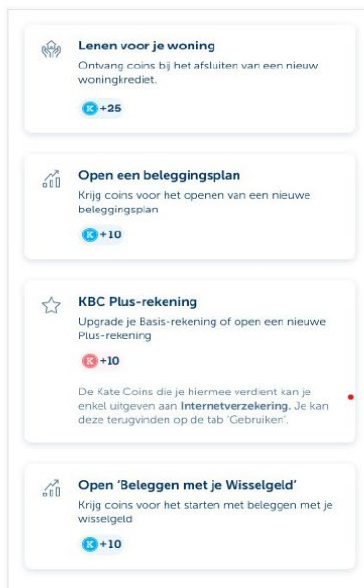 Lenen voor je woning
Ontvang coins bij het afsluiten van een nieuw
woningkrediet.
K +25
Open een beleggingsplan
Krijg coins voor het openen van een nieuwe
beleggingsplan
K +10
KBC Plus-rekening
Upgrade je Basis-rekening of open een nieuwe
Plus-rekening
K +10
De Kate Coins die je hiermee verdient kan je
enkel uitgeven aan Internetverzekering. Je kan
deze terugvinden op de tab 'Gebruiken'.
Open 'Beleggen met je Wisselgeld'
Krijg coins voor het starten met beleggen met je
wisselgeld
K +10